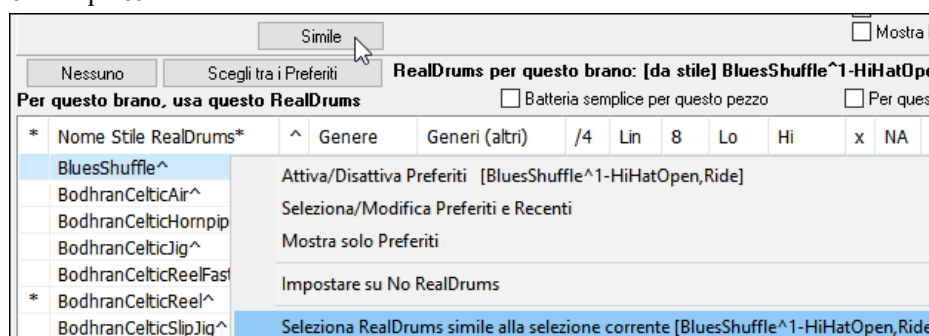 Simile
Mostra
Nessuno
Scegli tra i Preferiti
RealDrums per questo brano: [da stile] BluesShuffle^1-HiHatOpe
Per questo brano, usa questo RealDrums
Batteria semplice per questo pezzo
Per ques
* Nome Stile RealDrums* ^ Genere Generi (altri) /4 Lin 8 Lo Hi x NA
BluesShuffle^
Attiva/Disattiva Preferiti [BluesShuffle^1-HiHatOpen,Ride]
BodhranCelticAir^
Seleziona/Modifica Preferiti e Recenti
BodhranCelticHornpip
Mostra solo Preferiti
BodhranCelticJig^
BodhranCelticReelFast
Impostare su No RealDrums
* BodhranCelticReel^
BodhranCelticSlipJig^
Seleziona RealDrums simile alla selezione corrente [BluesShuffle^1-HiHatOpen,Ride